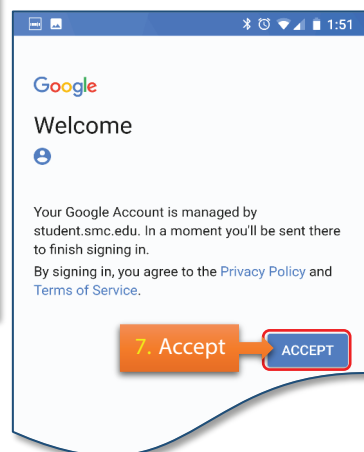 1:51
Google
Welcome
Your Google Account is managed by
student.smc.edu. In a moment you'll be sent there
to finish signing in.
By signing in, you agree to the Privacy Policy and
Terms of Service.
7. Accept
ACCEPT